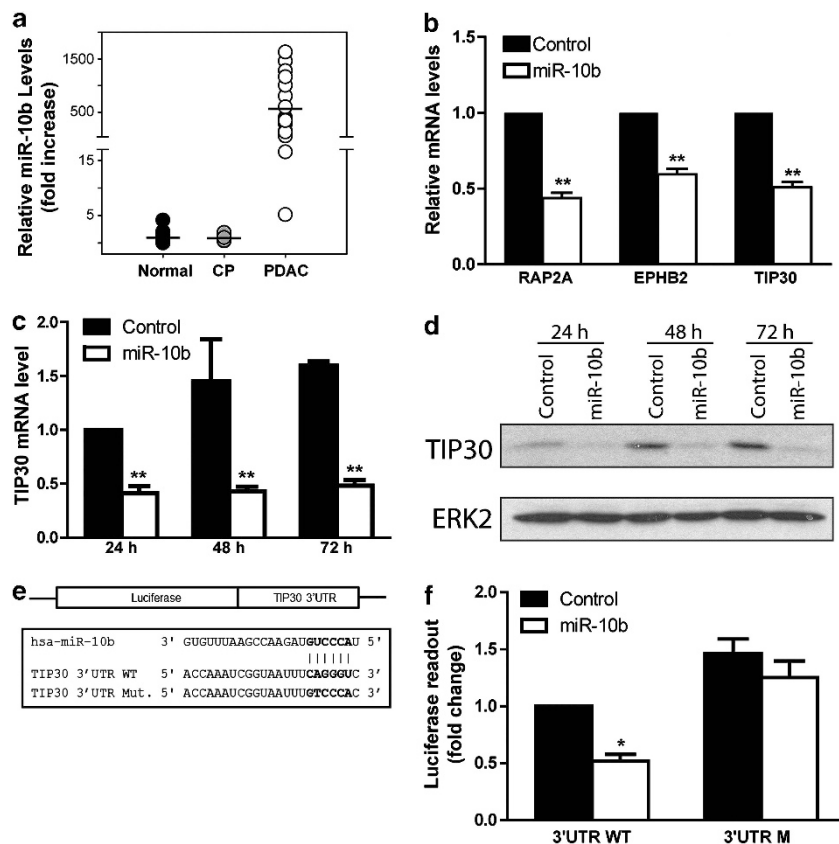 a
Relative miR-10b Levels
(fold increase)
1500
500
15
5
Normal CP PDAC
b
Relative mRNA levels
1.5
1.0
0.5
0.0
Control
miR-10b
**
**
**
RAP2A EPHB2 TIP30
c
TIP30 mRNA level
2.0
1.5
1.0
0.5
0.0
Control
miR-10b
**
**
**
24 h 48 h 72 h
d
24 h 48 h 72 h
Control miR-10b Control miR-10b Control miR-10b
TIP30
ERK2
e
Luciferase TIP30 3'UTR
hsa-miR-10b 3' GUGUUUAAGCCAAGAUGUCCCAU 5'
||||||
TIP30 3'UTR WT 5' ACCAAAUCGGUAAUUUCAGGGUC 3'
TIP30 3'UTR Mut. 5' ACCAAAUCGGUAAUUUGTCCCAC 3'
f
Luciferase readout
(fold change)
2.0
1.5
1.0
0.5
0.0
Control
miR-10b
*
3'UTR WT 3'UTR M